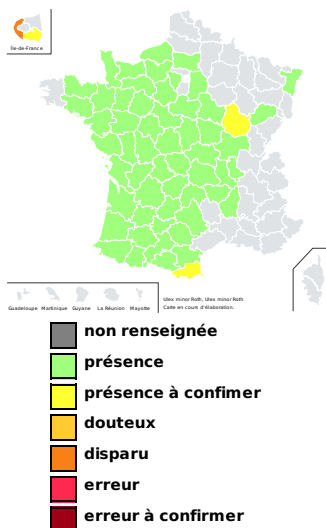 Île-de-France
Guadeloupe Martinique Guyane La Réunion Mayotte
Ulex minor Roth, Ulex minor Roth
Carte en cours d'élaboration.
non renseignée
présence
présence à confimer
douteux
disparu
erreur
erreur à confirmer